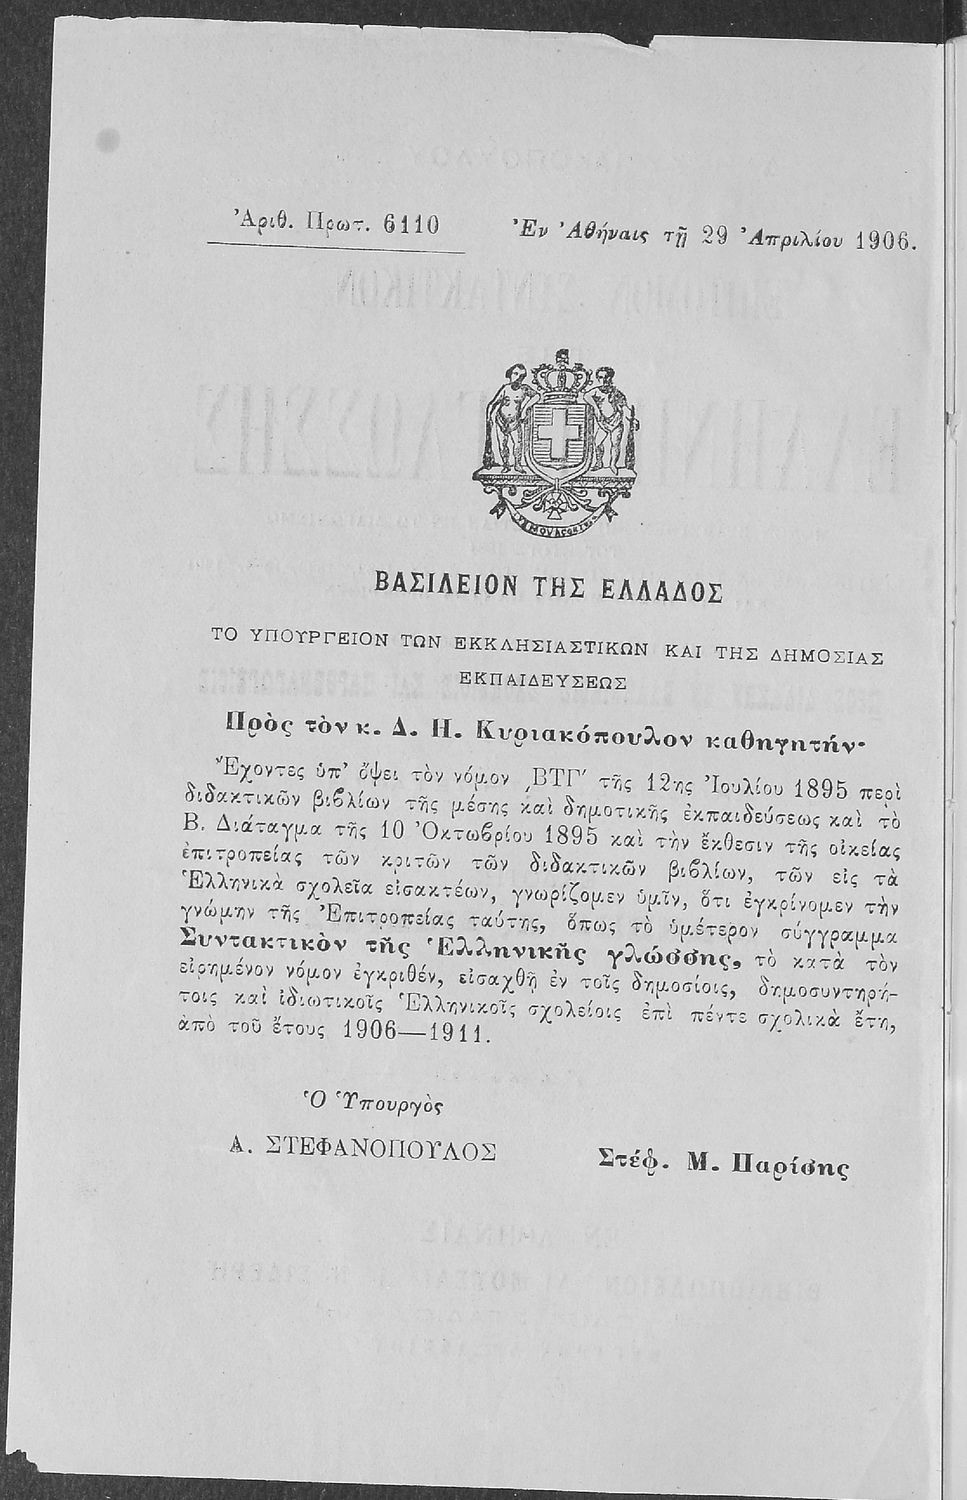 Ἀριθ. Πρωτ. 6110
Ἐν Ἀθήναις τῇ 29 Ἀπριλίου 1906.
ΒΑΣΙΛΕΙΟΝ ΤΗΣ ΕΛΛΑΔΟΣ
ΤΟ ΥΠΟΥΡΓΕΙΟΝ ΤΩΝ ΕΚΚΛΗΣΙΑΣΤΙΚΩΝ ΚΑΙ ΤΗΣ ΔΗΜΟΣΙΑΣ
ΕΚΠΑΙΔΕΥΣΕΩΣ
Πρὸς τὸν κ. Δ. Η. Κυριακόπουλον καθηγητήν·
Ἔχοντες ὑπ’ ὄψει τὸν νόμον ͵ΒΤΓ′ τῆς 12ης Ἰουλίου 1895 περὶ
διδακτικῶν βιβλίων τῆς μέσης καὶ δημοτικῆς ἐκπαιδεύσεως καὶ τὸ
Β. Διάταγμα τῆς 10 Ὀκτωβρίου 1895 καὶ τὴν ἔκθεσιν τῆς οἰκείας
ἐπιτροπείας τῶν κριτῶν τῶν διδακτικῶν βιβλίων, τῶν εἰς τὰ
Ἑλληνικὰ σχολεῖα εἰσακτέων, γνωρίζομεν ὑμῖν, ὅτι ἐγκρίνομεν τὴν
γνώμην τῆς Ἐπιτροπείας ταύτης, ὅπως τὸ ὑμέτερον σύγγραμμα
Συντακτικὸν τῆς Ἑλληνικῆς γλώσσης, τὸ κατὰ τὸν
εἰρημένον νόμον ἐγκριθέν, εἰσαχθῇ ἐν τοῖς δημοσίοις, δημοσυντηρή-
τοις καὶ ἰδιωτικοῖς Ἑλληνικοῖς σχολείοις ἐπὶ πέντε σχολικὰ ἔτη,
ἀπὸ τοῦ ἔτους 1906—1911.
Ὁ Ὑπουργὸς
Α. ΣΤΕΦΑΝΟΠΟΥΛΟΣ
Στέφ. Μ. Παρίσης